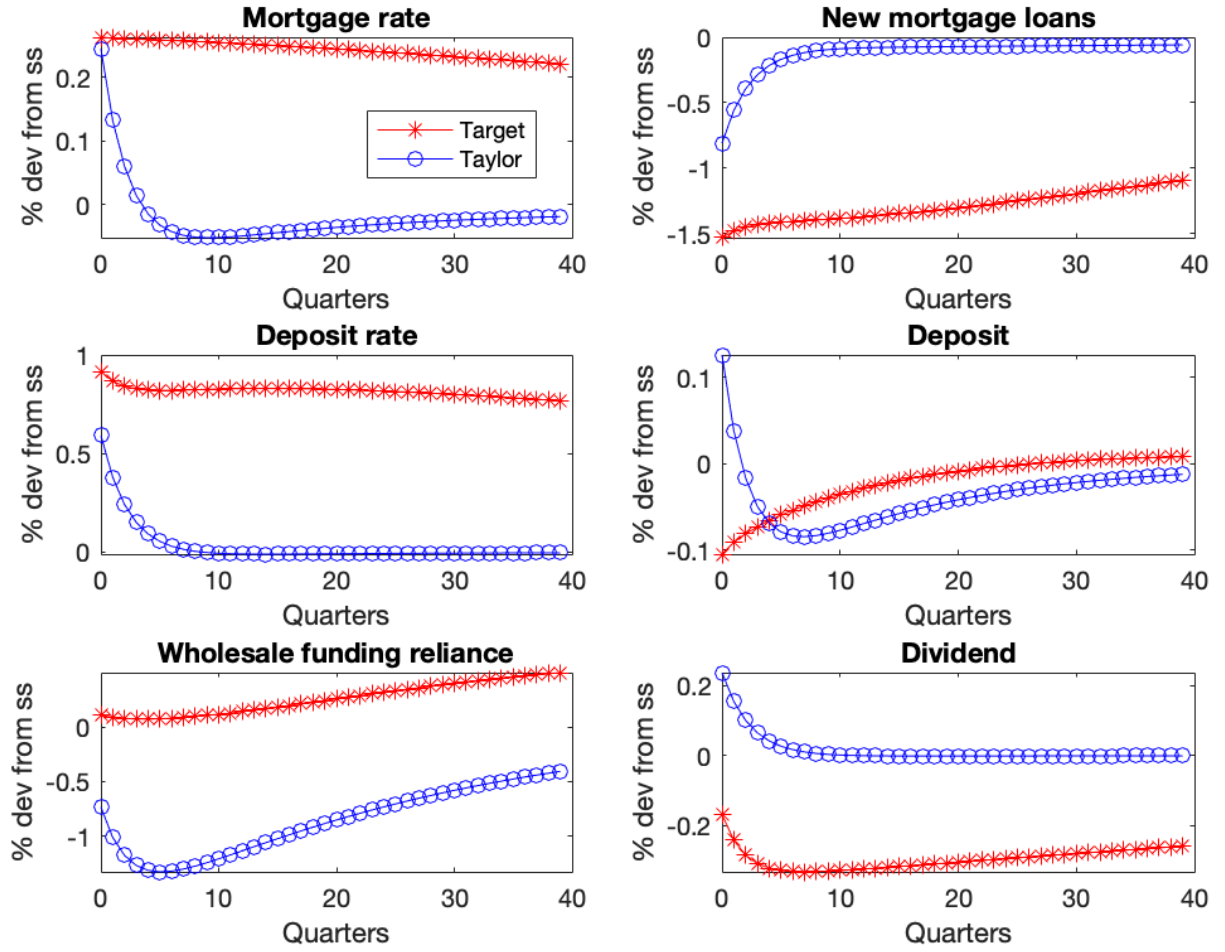 Mortgage rate
% dev from ss
0.2
0.1
0
Target
Taylor
0 10 20 30 40
Quarters
New mortgage loans
% dev from ss
0
-0.5
-1
-1.5
0 10 20 30 40
Quarters
Deposit rate
% dev from ss
1
0.5
0
0 10 20 30 40
Quarters
Deposit
% dev from ss
0.1
0
-0.1
0 10 20 30 40
Quarters
Wholesale funding reliance
% dev from ss
0
-0.5
-1
0 10 20 30 40
Quarters
Dividend
% dev from ss
0.2
0
-0.2
0 10 20 30 40
Quarters